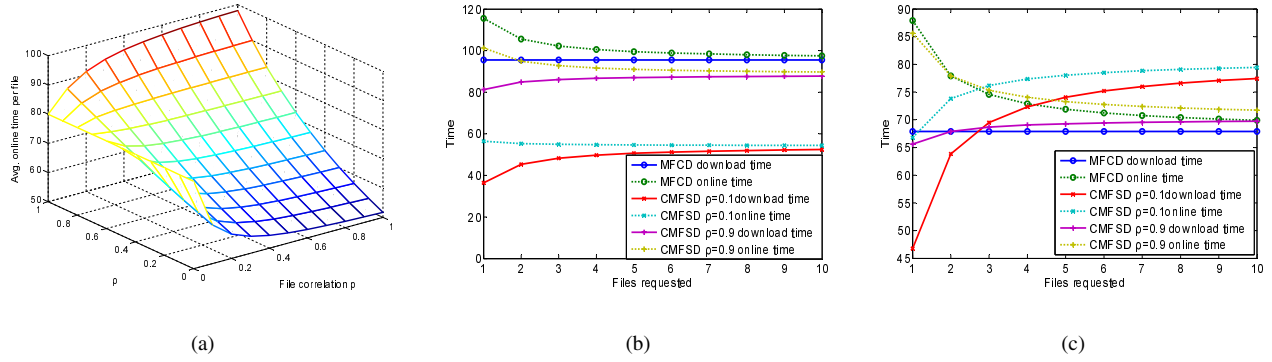 100
90
80
70
60
50
Avg. online time per file
1
0.8
0.6
0.4
0.2
0
ρ
0
0.2
0.4
0.6
0.8
1
File correlation p
(a)
120
100
80
60
40
20
0
Time
1 2 3 4 5 6 7 8 9 10
Files requested
MFCD download time
MFCD online time
CMFSD ρ=0.1download time
CMFSD ρ=0.1online time
CMFSD ρ=0.9 download time
CMFSD ρ=0.9 online time
(b)
90
85
80
75
70
65
60
55
50
45
Time
1 2 3 4 5 6 7 8 9 10
Files requested
MFCD download time
MFCD online time
CMFSD ρ=0.1download time
CMFSD ρ=0.1online time
CMFSD ρ=0.9 download time
CMFSD ρ=0.9 online time
(c)